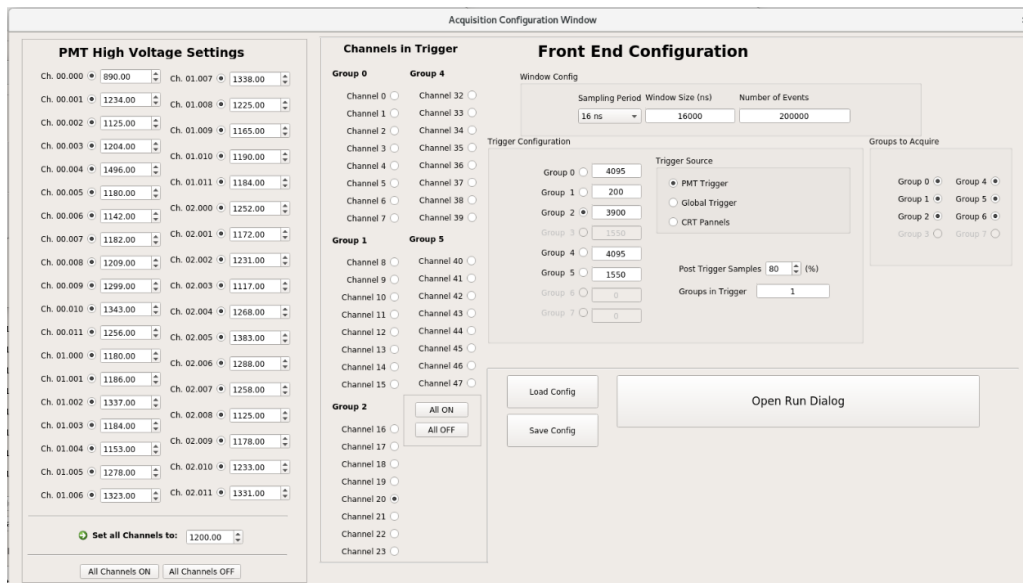 Acquisition Configuration Window
PMT High Voltage Settings
Ch. 00.000 890.00
Ch. 00.001 1234.00
Ch. 00.002 1125.00
Ch. 00.003 1204.00
Ch. 00.004 1496.00
Ch. 00.005 1180.00
Ch. 00.006 1142.00
Ch. 00.007 1182.00
Ch. 00.008 1209.00
Ch. 00.009 1299.00
Ch. 00.010 1343.00
Ch. 00.011 1256.00
Ch. 01.000 1180.00
Ch. 01.001 1186.00
Ch. 01.002 1337.00
Ch. 01.003 1184.00
Ch. 01.004 1153.00
Ch. 01.005 1278.00
Ch. 01.006 1323.00
Ch. 01.007 1338.00
Ch. 01.008 1225.00
Ch. 01.009 1165.00
Ch. 01.010 1190.00
Ch. 01.011 1184.00
Ch. 02.000 1252.00
Ch. 02.001 1172.00
Ch. 02.002 1231.00
Ch. 02.003 1117.00
Ch. 02.004 1268.00
Ch. 02.005 1383.00
Ch. 02.006 1288.00
Ch. 02.007 1258.00
Ch. 02.008 1125.00
Ch. 02.009 1178.00
Ch. 02.010 1233.00
Ch. 02.011 1331.00
Set all Channels to: 1200.00
All Channels ON All Channels OFF
Channels in Trigger
Group 0
Channel 0
Channel 1
Channel 2
Channel 3
Channel 4
Channel 5
Channel 6
Channel 7
Group 1
Channel 8
Channel 9
Channel 10
Channel 11
Channel 12
Channel 13
Channel 14
Channel 15
Group 2
Channel 16
Channel 17
Channel 18
Channel 19
Channel 20
Channel 21
Channel 22
Channel 23
Group 4
Channel 32
Channel 33
Channel 34
Channel 35
Channel 36
Channel 37
Channel 38
Channel 39
Group 5
Channel 40
Channel 41
Channel 42
Channel 43
Channel 44
Channel 45
Channel 46
Channel 47
All ON
All OFF
Front End Configuration
Window Config
Sampling Period Window Size (ns) Number of Events
16 ns 16000 200000
Trigger Configuration
Group 0 4095
Group 1 200
Group 2 3900
Group 3 1550
Group 4 4095
Group 5 1550
Group 6 0
Group 7 0
Trigger Source
PMT Trigger
Global Trigger
CRT Pannels
Post Trigger Samples 80 (%)
Groups in Trigger 1
Groups to Acquire
Group 0 Group 4
Group 1 Group 5
Group 2 Group 6
Group 3 Group 7
Load Config
Save Config
Open Run Dialog